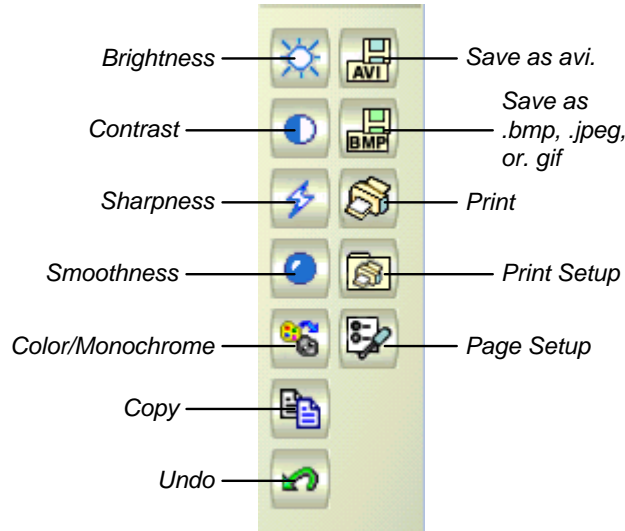 Brightness
AVI
Save as avi.
Contrast
BMP
Save as
.bmp, .jpeg,
or. gif
Sharpness
Print
Smoothness
Print Setup
Color/Monochrome
Page Setup
Copy
Undo